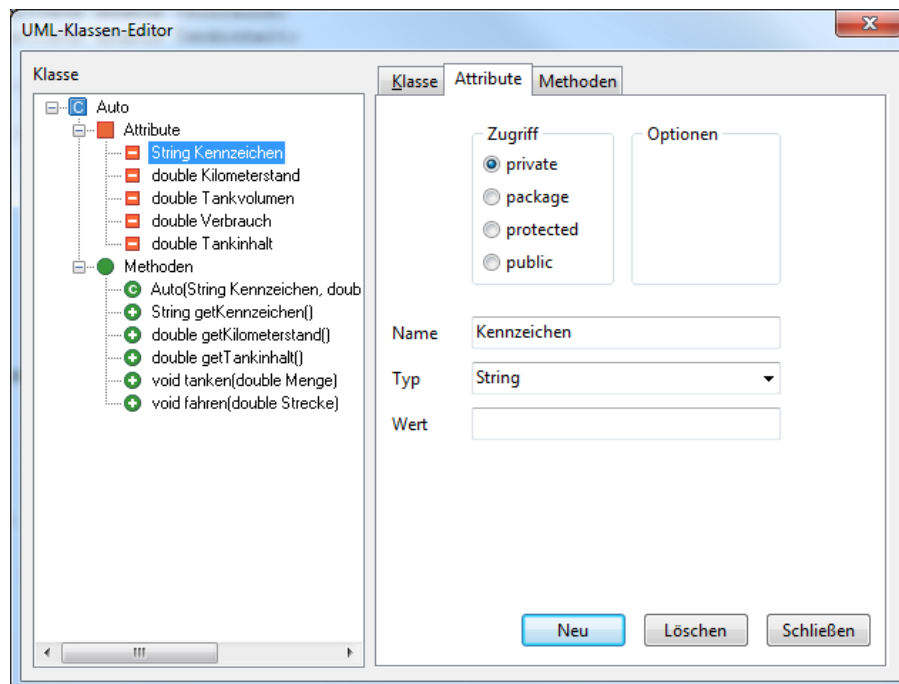 UML-Klassen-Editor
Klasse
Auto
Attribute
String Kennzeichen
double Kilometerstand
double Tankvolumen
double Verbrauch
double Tankinhalt
Methoden
Auto(String Kennzeichen, doub
String getKennzeichen()
double getKilometerstand()
double getTankinhalt()
void tanken(double Menge)
void fahren(double Strecke)
Klasse Attribute Methoden
Zugriff Optionen
private
package
protected
public
Name Kennzeichen
Typ String
Wert
Neu Löschen Schließen